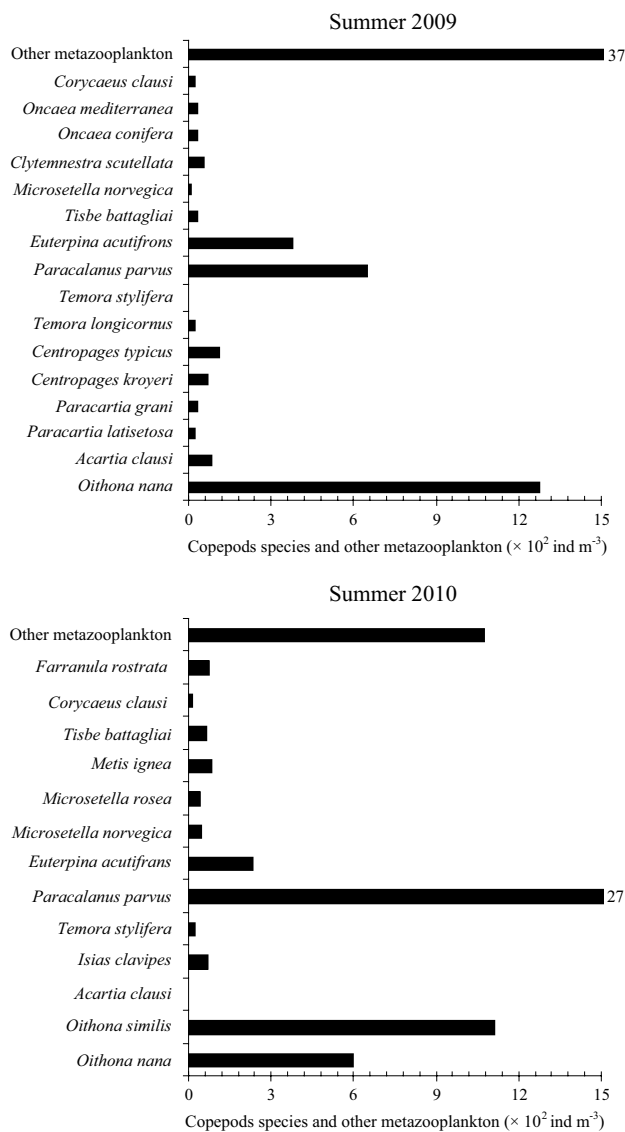 Summer 2009
Other metazooplankton
37
Corycaeus clausi
Oncaea mediterranea
Oncaea conifera
Clytemnestra scutellata
Microsetella norvegica
Tisbe battagliai
Euterpina acutifrons
Paracalanus parvus
Temora stylifera
Temora longicornus
Centropages typicus
Centropages kroyeri
Paracartia grani
Paracartia latisetosa
Acartia clausi
Oithona nana
0 3 6 9 12 15
Copepods species and other metazooplankton (× 10² ind m⁻³)
Summer 2010
Other metazooplankton
Farranula rostrata
Corycaeus clausi
Tisbe battagliai
Metis ignea
Microsetella rosea
Microsetella norvegica
Euterpina acutifrans
Paracalanus parvus
27
Temora stylifera
Isias clavipes
Acartia clausi
Oithona similis
Oithona nana
0 3 6 9 12 15
Copepods species and other metazooplankton (× 10² ind m⁻³)